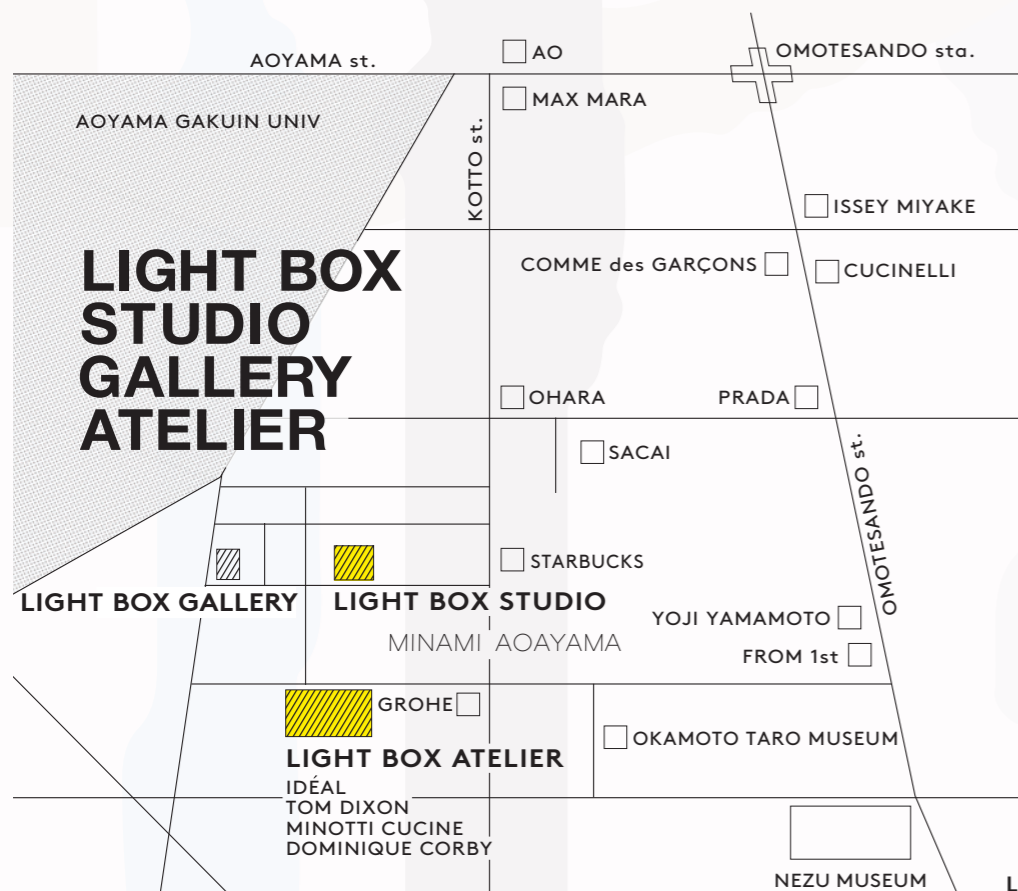 AO
OMOTESANDO sta.
AOYAMA st.
MAX MARA
AOYAMA GAKUIN UNIV
KOTTO st.
ISSEY MIYAKE
LIGHT BOX
STUDIO
GALLERY
ATELIER
COMME des GARÇONS
CUCINELLI
OHARA
PRADA
SACAI
OMOTESANDO st.
STARBUCKS
LIGHT BOX GALLERY
LIGHT BOX STUDIO
YOJI YAMAMOTO
MINAMI AOAYAMA
FROM 1st
GROHE
OKAMOTO TARO MUSEUM
LIGHT BOX ATELIER
IDÉAL
TOM DIXON
MINOTTI CUCINE
DOMINIQUE CORBY
NEZU MUSEUM